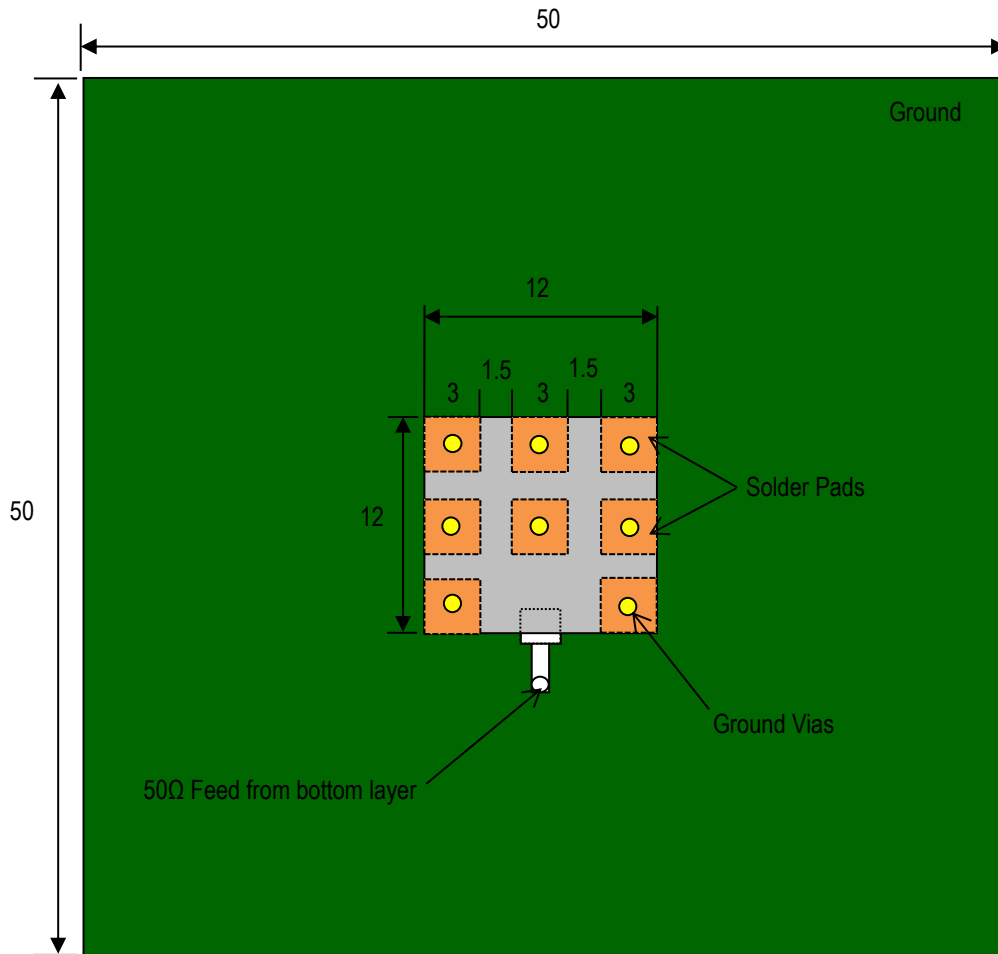 50
Ground
12
1.5 1.5
3 3 3
Solder Pads
50
12
Ground Vias
50Ω Feed from bottom layer